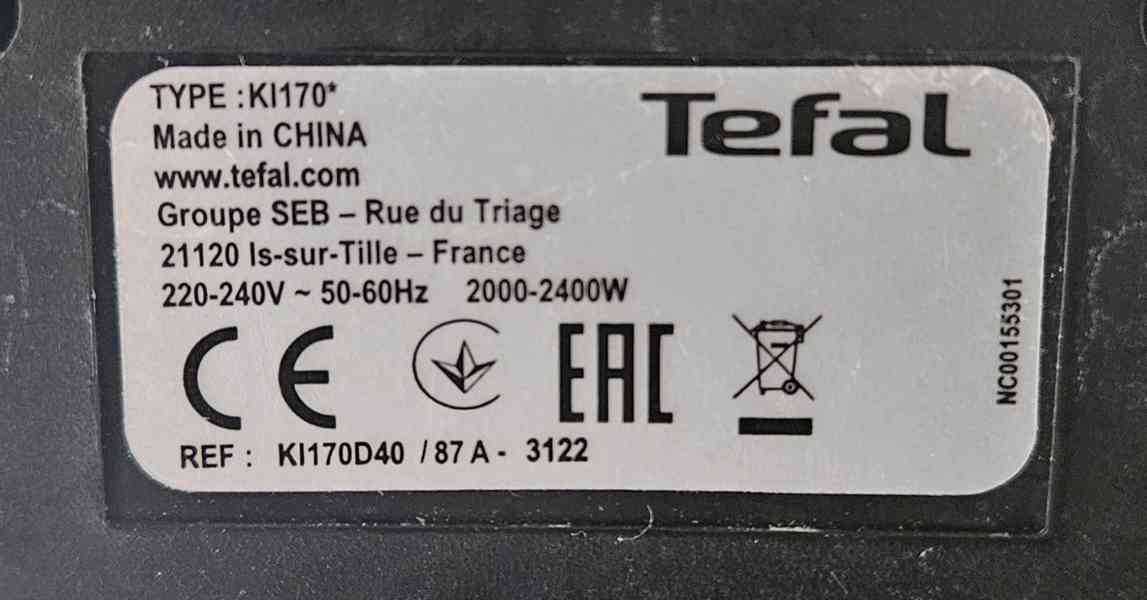 TYPE :KI170*
Tefal
Made in CHINA
www.tefal.com
Groupe SEB – Rue du Triage
21120 Is-sur-Tille – France
220-240V ~ 50-60Hz 2000-2400W
CE EAC
NC00155301
REF : KI170D40 / 87 A - 3122